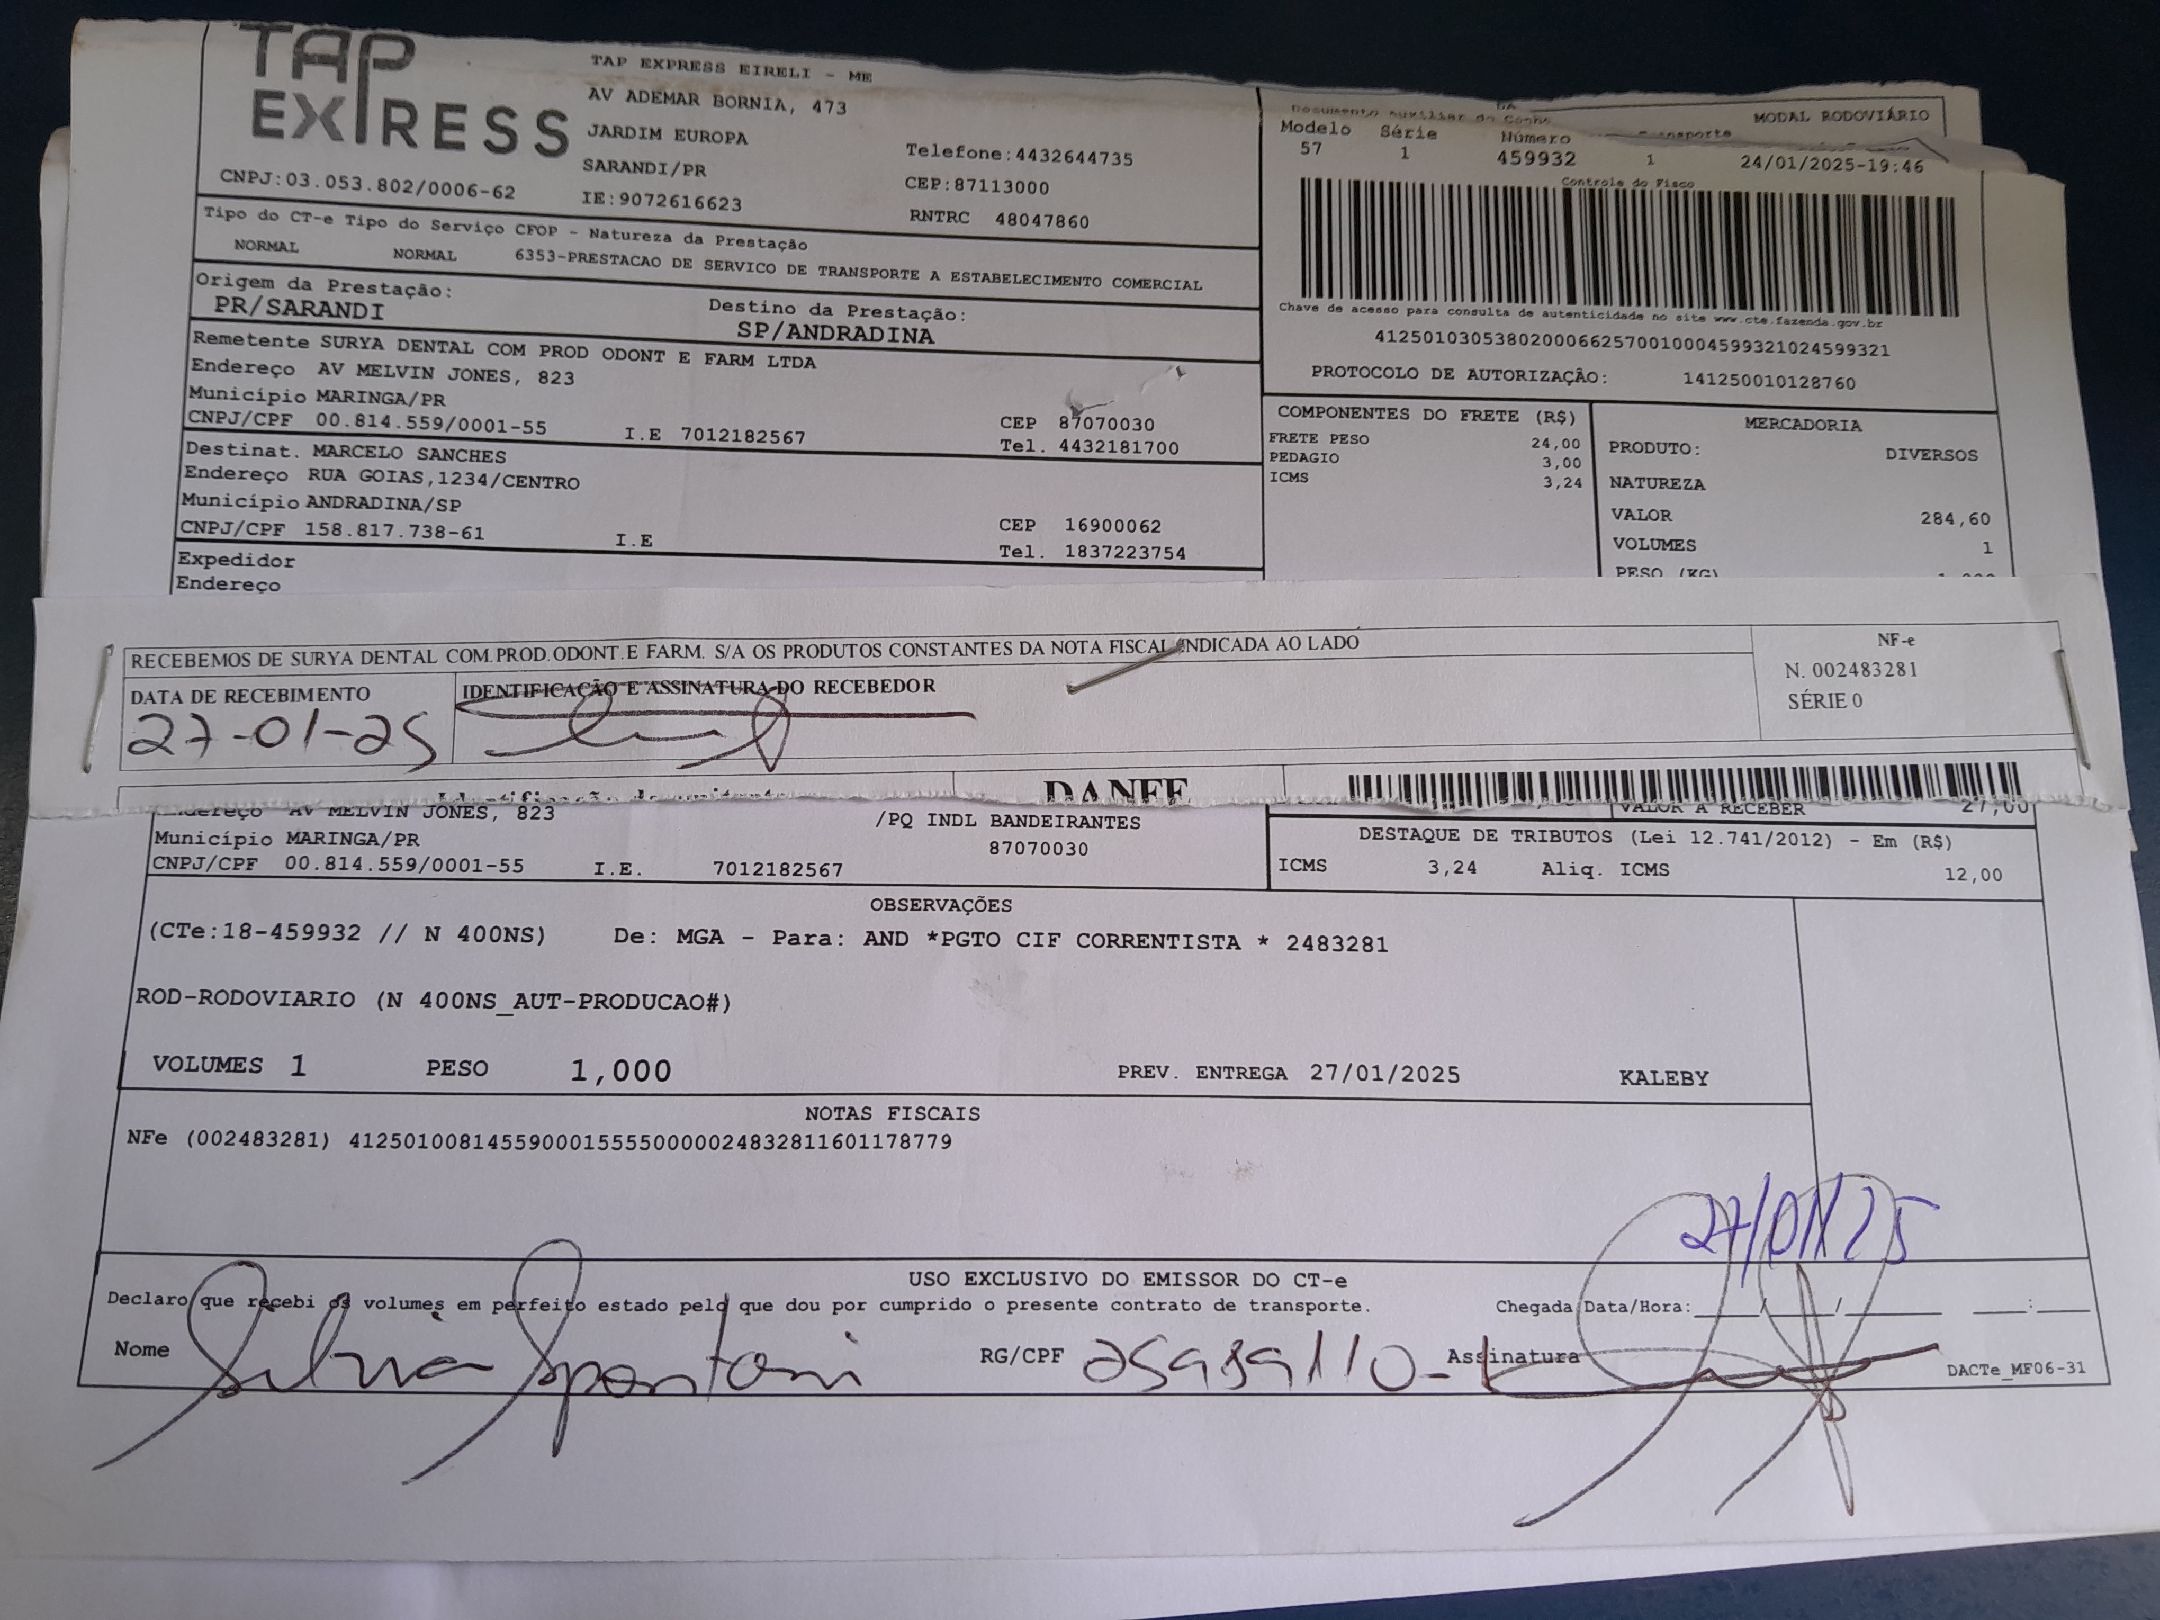 TAP EXPRESS
TAP EXPRESS EIRELI - ME
AV ADEMAR BORNIA, 473
JARDIM EUROPA
SARANDI/PR
Telefone:4432644735
CEP:87113000
CNPJ:03.053.802/0006-62
IE:9072616623
RNTRC 48047860
MODAL RODOVIÁRIO
Modelo Série Número
57 1 459932 1 24/01/2025-19:46
Controle do Fisco
Tipo do CT-e Tipo do Serviço CFOP - Natureza da Prestação
NORMAL NORMAL 6353-PRESTACAO DE SERVICO DE TRANSPORTE A ESTABELECIMENTO COMERCIAL
Origem da Prestação: Destino da Prestação:
PR/SARANDI SP/ANDRADINA
Chave de acesso para consulta de autenticidade no site www.cte.fazenda.gov.br
41250103053802000662570010004599321024599321
PROTOCOLO DE AUTORIZAÇÃO: 141250010128760
Remetente SURYA DENTAL COM PROD ODONT E FARM LTDA
Endereço AV MELVIN JONES, 823
Município MARINGA/PR
CNPJ/CPF 00.814.559/0001-55 I.E 7012182567
CEP 87070030
Tel. 4432181700
Destinat. MARCELO SANCHES
Endereço RUA GOIAS,1234/CENTRO
Município ANDRADINA/SP
CNPJ/CPF 158.817.738-61 I.E
CEP 16900062
Tel. 1837223754
Expedidor
Endereço
COMPONENTES DO FRETE (R$)
FRETE PESO 24,00
PEDAGIO 3,00
ICMS 3,24
MERCADORIA
PRODUTO: DIVERSOS
NATUREZA
VALOR 284,60
VOLUMES 1
PESO (KG)
RECEBEMOS DE SURYA DENTAL COM.PROD.ODONT.E FARM. S/A OS PRODUTOS CONSTANTES DA NOTA FISCAL INDICADA AO LADO
NF-e
N. 002483281
SÉRIE 0
DATA DE RECEBIMENTO
27-01-25
IDENTIFICAÇÃO E ASSINATURA DO RECEBEDOR
DANFE
Endereço AV MELVIN JONES, 823
Município MARINGA/PR
CNPJ/CPF 00.814.559/0001-55 I.E. 7012182567
/PQ INDL BANDEIRANTES
87070030
VALOR A RECEBER 27,00
DESTAQUE DE TRIBUTOS (Lei 12.741/2012) - Em (R$)
ICMS 3,24 Aliq. ICMS 12,00
OBSERVAÇÕES
(CTe:18-459932 // N 400NS) De: MGA - Para: AND *PGTO CIF CORRENTISTA * 2483281
ROD-RODOVIARIO (N 400NS_AUT-PRODUCAO#)
VOLUMES 1 PESO 1,000 PREV. ENTREGA 27/01/2025 KALEBY
NOTAS FISCAIS
NFe (002483281) 41250100814559000155550000024832811601178779
27/01/25
USO EXCLUSIVO DO EMISSOR DO CT-e
Declaro que recebi os volumes em perfeito estado pelo que dou por cumprido o presente contrato de transporte.
Chegada Data/Hora:____/____/______ ___:___
Nome Silvia Spontoni RG/CPF Assinatura
DACTe_MF06-31